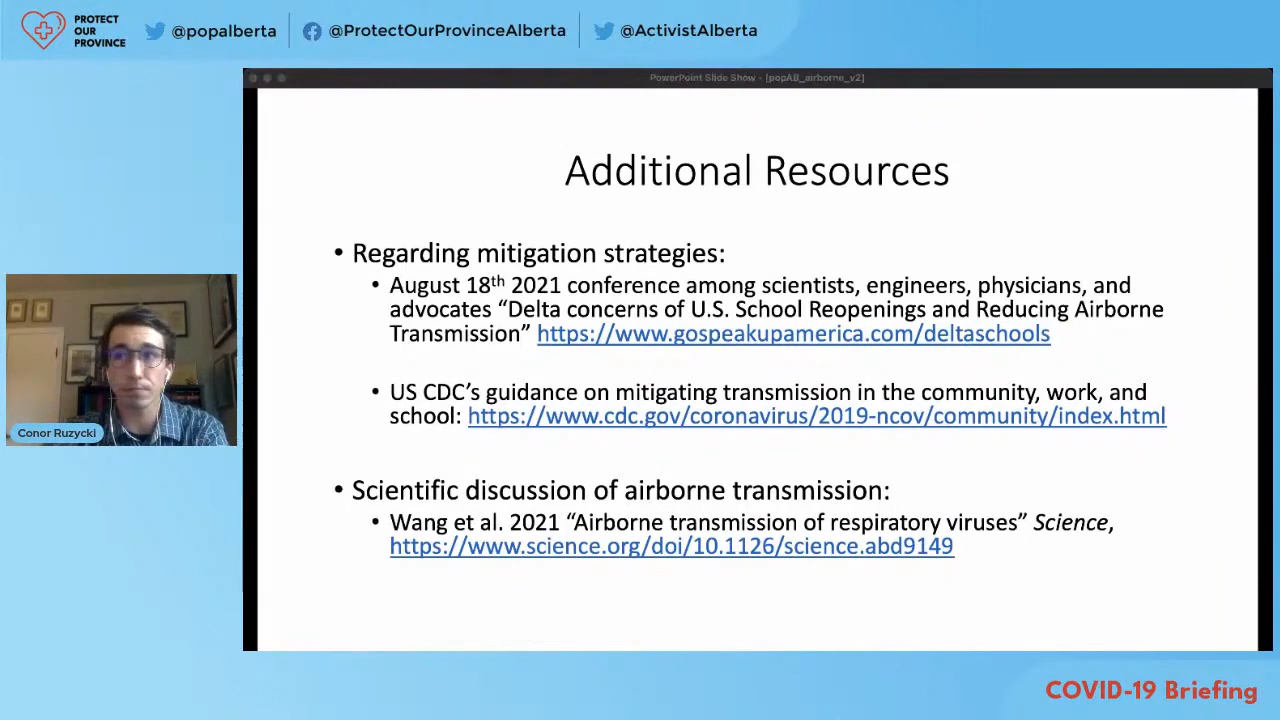 PROTECT
OUR
PROVINCE
@popalberta
@ProtectOurProvinceAlberta
@ActivistAlberta
PowerPoint Slide Show - [popAB_airborne_v2]
Additional Resources
• Regarding mitigation strategies:
• August 18th 2021 conference among scientists, engineers, physicians, and
advocates “Delta concerns of U.S. School Reopenings and Reducing Airborne
Transmission” https://www.gospeakupamerica.com/deltaschools
• US CDC’s guidance on mitigating transmission in the community, work, and
school: https://www.cdc.gov/coronavirus/2019-ncov/community/index.html
• Scientific discussion of airborne transmission:
• Wang et al. 2021 “Airborne transmission of respiratory viruses” Science,
https://www.science.org/doi/10.1126/science.abd9149
Conor Ruzycki
COVID-19 Briefing